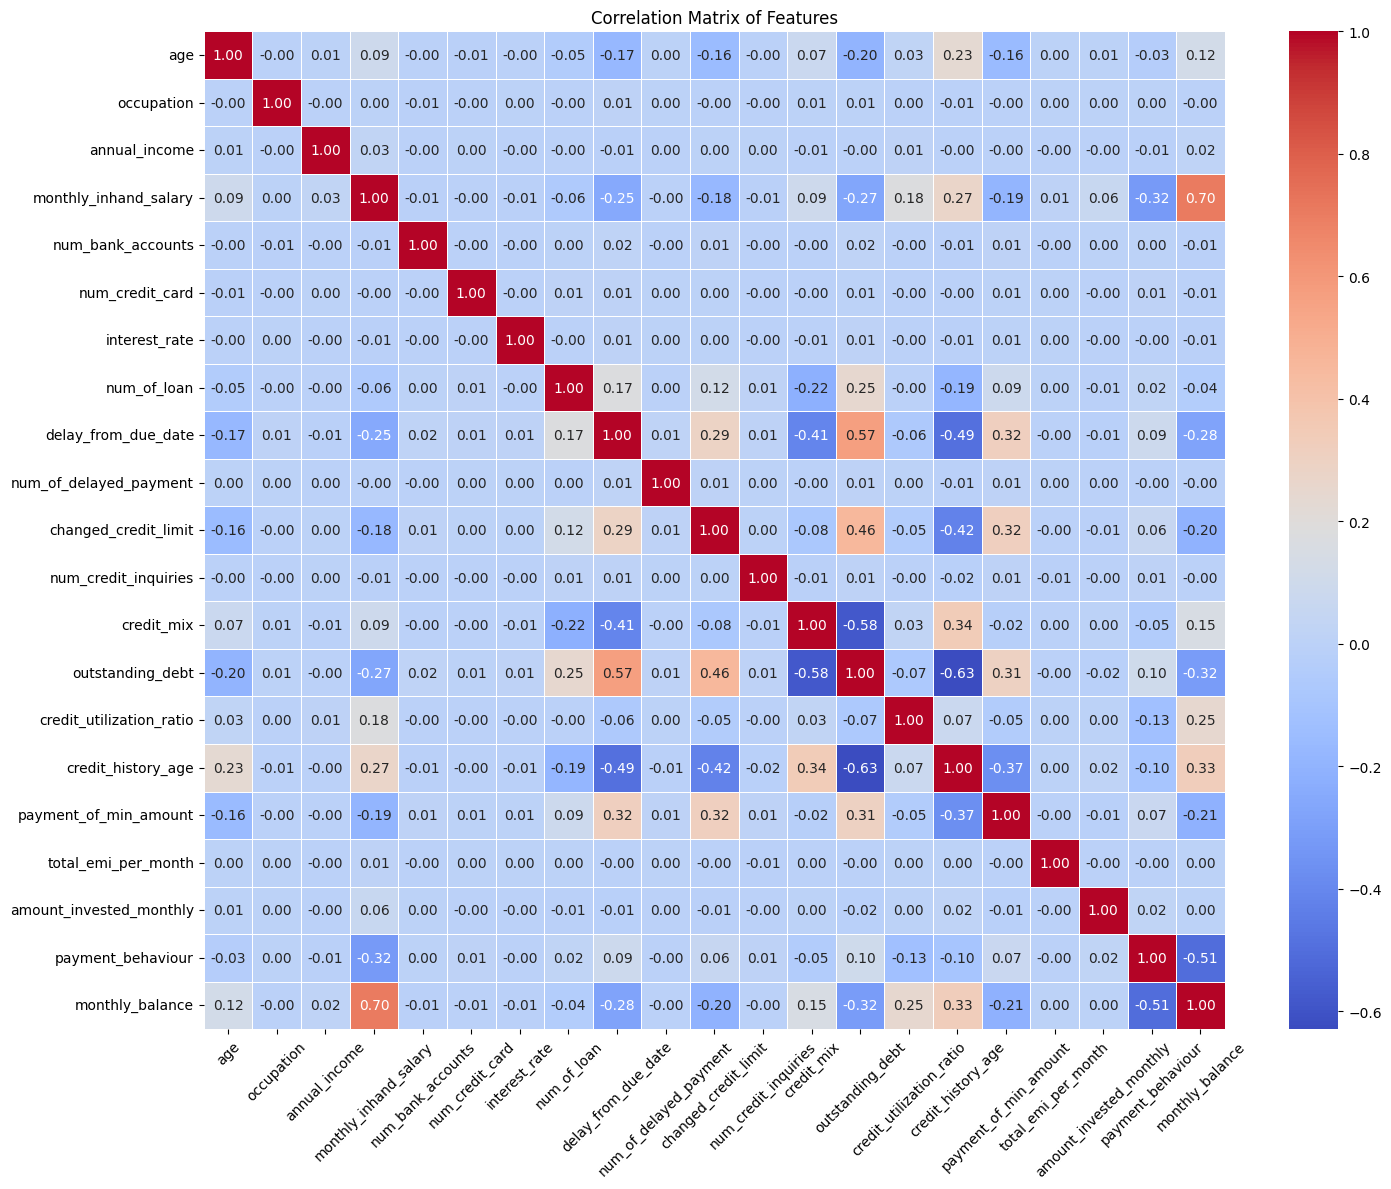 Correlation Matrix of Features
age 1.00 -0.00 0.01 0.09 -0.00 -0.01 -0.00 -0.05 -0.17 0.00 -0.16 -0.00 0.07 -0.20 0.03 0.23 -0.16 0.00 0.01 -0.03 0.12
occupation -0.00 1.00 -0.00 0.00 -0.01 -0.00 0.00 -0.00 0.01 0.00 -0.00 -0.00 0.01 0.01 0.00 -0.01 -0.00 0.00 0.00 0.00 -0.00
annual_income 0.01 -0.00 1.00 0.03 -0.00 0.00 -0.00 -0.00 -0.01 0.00 0.00 0.00 -0.01 -0.00 0.01 -0.00 -0.00 -0.00 -0.00 -0.01 0.02
monthly_inhand_salary 0.09 0.00 0.03 1.00 -0.01 -0.00 -0.01 -0.06 -0.25 -0.00 -0.18 -0.01 0.09 -0.27 0.18 0.27 -0.19 0.01 0.06 -0.32 0.70
num_bank_accounts -0.00 -0.01 -0.00 -0.01 1.00 -0.00 -0.00 0.00 0.02 -0.00 0.01 -0.00 -0.00 0.02 -0.00 -0.01 0.01 -0.00 0.00 0.00 -0.01
num_credit_card -0.01 -0.00 0.00 -0.00 -0.00 1.00 -0.00 0.01 0.01 0.00 0.00 -0.00 -0.00 0.01 -0.00 -0.00 0.01 0.00 -0.00 0.01 -0.01
interest_rate -0.00 0.00 -0.00 -0.01 -0.00 -0.00 1.00 -0.00 0.01 0.00 0.00 -0.00 -0.01 0.01 -0.00 -0.01 0.01 0.00 -0.00 -0.00 -0.01
num_of_loan -0.05 -0.00 -0.00 -0.06 0.00 0.01 -0.00 1.00 0.17 0.00 0.12 0.01 -0.22 0.25 -0.00 -0.19 0.09 0.00 -0.01 0.02 -0.04
delay_from_due_date -0.17 0.01 -0.01 -0.25 0.02 0.01 0.01 0.17 1.00 0.01 0.29 0.01 -0.41 0.57 -0.06 -0.49 0.32 -0.00 -0.01 0.09 -0.28
num_of_delayed_payment 0.00 0.00 0.00 -0.00 -0.00 0.00 0.00 0.00 0.01 1.00 0.01 0.00 -0.00 0.01 0.00 -0.01 0.01 0.00 0.00 -0.00 -0.00
changed_credit_limit -0.16 -0.00 0.00 -0.18 0.01 0.00 0.00 0.12 0.29 0.01 1.00 0.00 -0.08 0.46 -0.05 -0.42 0.32 -0.00 -0.01 0.06 -0.20
num_credit_inquiries -0.00 -0.00 0.00 -0.01 -0.00 -0.00 -0.00 0.01 0.01 0.00 0.00 1.00 -0.01 0.01 -0.00 -0.02 0.01 -0.01 -0.00 0.01 -0.00
credit_mix 0.07 0.01 -0.01 0.09 -0.00 -0.00 -0.01 -0.22 -0.41 -0.00 -0.08 -0.01 1.00 -0.58 0.03 0.34 -0.02 0.00 0.00 -0.05 0.15
outstanding_debt -0.20 0.01 -0.00 -0.27 0.02 0.01 0.01 0.25 0.57 0.01 0.46 0.01 -0.58 1.00 -0.07 -0.63 0.31 -0.00 -0.02 0.10 -0.32
credit_utilization_ratio 0.03 0.00 0.01 0.18 -0.00 -0.00 -0.00 -0.00 -0.06 0.00 -0.05 -0.00 0.03 -0.07 1.00 0.07 -0.05 0.00 0.00 -0.13 0.25
credit_history_age 0.23 -0.01 -0.00 0.27 -0.01 -0.00 -0.01 -0.19 -0.49 -0.01 -0.42 -0.02 0.34 -0.63 0.07 1.00 -0.37 0.00 0.02 -0.10 0.33
payment_of_min_amount -0.16 -0.00 -0.00 -0.19 0.01 0.01 0.01 0.09 0.32 0.01 0.32 0.01 -0.02 0.31 -0.05 -0.37 1.00 -0.00 -0.01 0.07 -0.21
total_emi_per_month 0.00 0.00 -0.00 0.01 -0.00 0.00 0.00 0.00 -0.00 0.00 -0.00 -0.01 0.00 -0.00 0.00 0.00 -0.00 1.00 -0.00 -0.00 0.00
amount_invested_monthly 0.01 0.00 -0.00 0.06 0.00 -0.00 -0.00 -0.01 -0.01 0.00 -0.01 -0.00 0.00 -0.02 0.00 0.02 -0.01 -0.00 1.00 0.02 0.00
payment_behaviour -0.03 0.00 -0.01 -0.32 0.00 0.01 -0.00 0.02 0.09 -0.00 0.06 0.01 -0.05 0.10 -0.13 -0.10 0.07 -0.00 0.02 1.00 -0.51
monthly_balance 0.12 -0.00 0.02 0.70 -0.01 -0.01 -0.01 -0.04 -0.28 -0.00 -0.20 -0.00 0.15 -0.32 0.25 0.33 -0.21 0.00 0.00 -0.51 1.00
age
occupation
annual_income
monthly_inhand_salary
num_bank_accounts
num_credit_card
interest_rate
num_of_loan
delay_from_due_date
num_of_delayed_payment
changed_credit_limit
num_credit_inquiries
credit_mix
outstanding_debt
credit_utilization_ratio
credit_history_age
payment_of_min_amount
total_emi_per_month
amount_invested_monthly
payment_behaviour
monthly_balance
1.0
0.8
0.6
0.4
0.2
0.0
−0.2
−0.4
−0.6